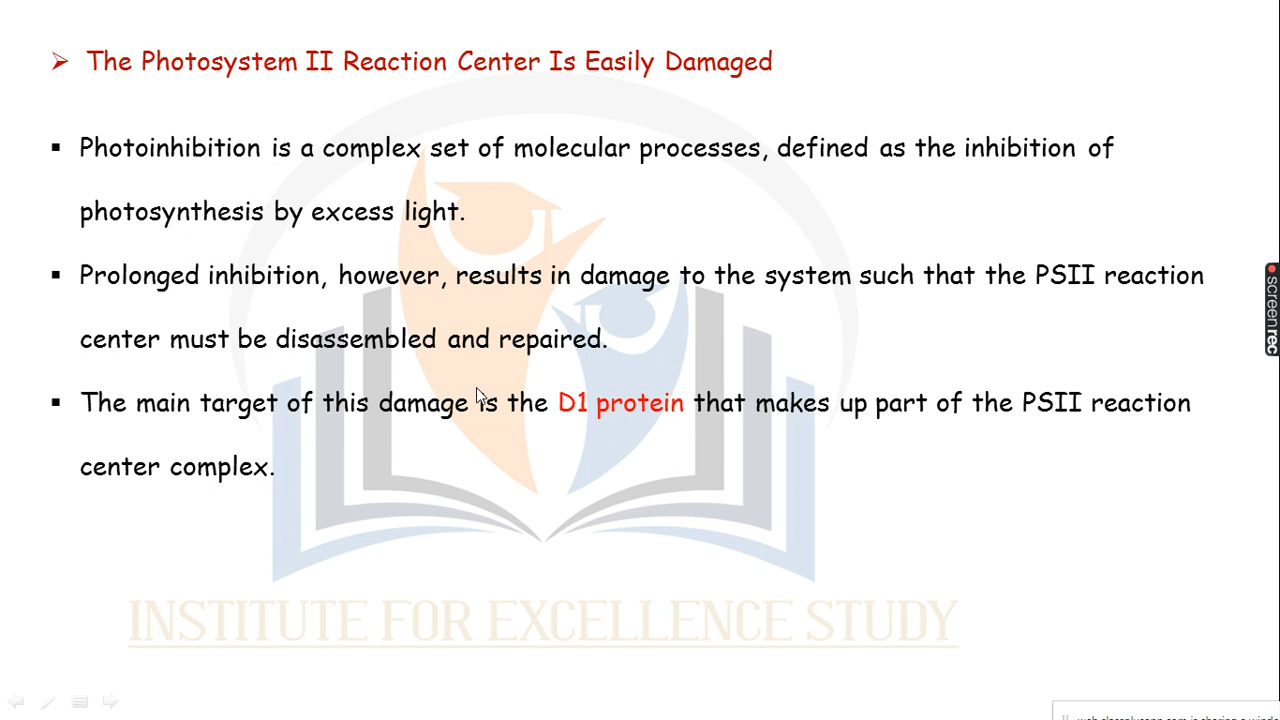 The Photosystem II Reaction Center Is Easily Damaged
Photoinhibition is a complex set of molecular processes, defined as the inhibition of
photosynthesis by excess light.
Prolonged inhibition, however, results in damage to the system such that the PSII reaction
center must be disassembled and repaired.
The main target of this damage is the D1 protein that makes up part of the PSII reaction
center complex.
INSTITUTE FOR EXCELLENCE STUDY
screenrec